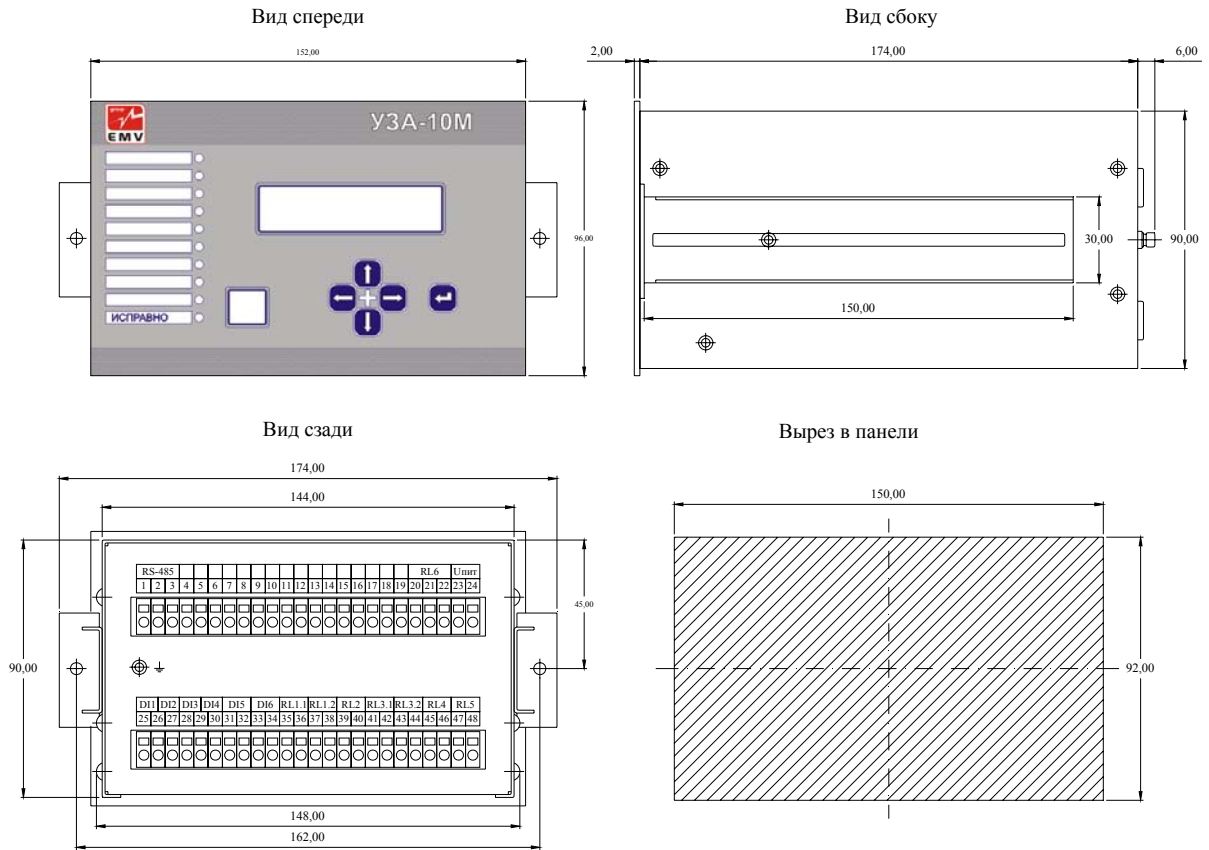 Вид спереди
Вид сбоку
152,00
2,00
174,00
6,00
EMV
УЗА-10М
96,00
30,00
90,00
150,00
ИСПРАВНО
Вид сзади
Вырез в панели
174,00
144,00
150,00
RS-485 RL6 Uпит
1 2 3 4 5 6 7 8 9 10 11 12 13 14 15 16 17 18 19 20 21 22 23 24
45,00
90,00
92,00
DI1 DI2 DI3 DI4 DI5 DI6 RL1.1 RL1.2 RL2 RL3.1 RL3.2 RL4 RL5
25 26 27 28 29 30 31 32 33 34 35 36 37 38 39 40 41 42 43 44 45 46 47 48
148,00
162,00